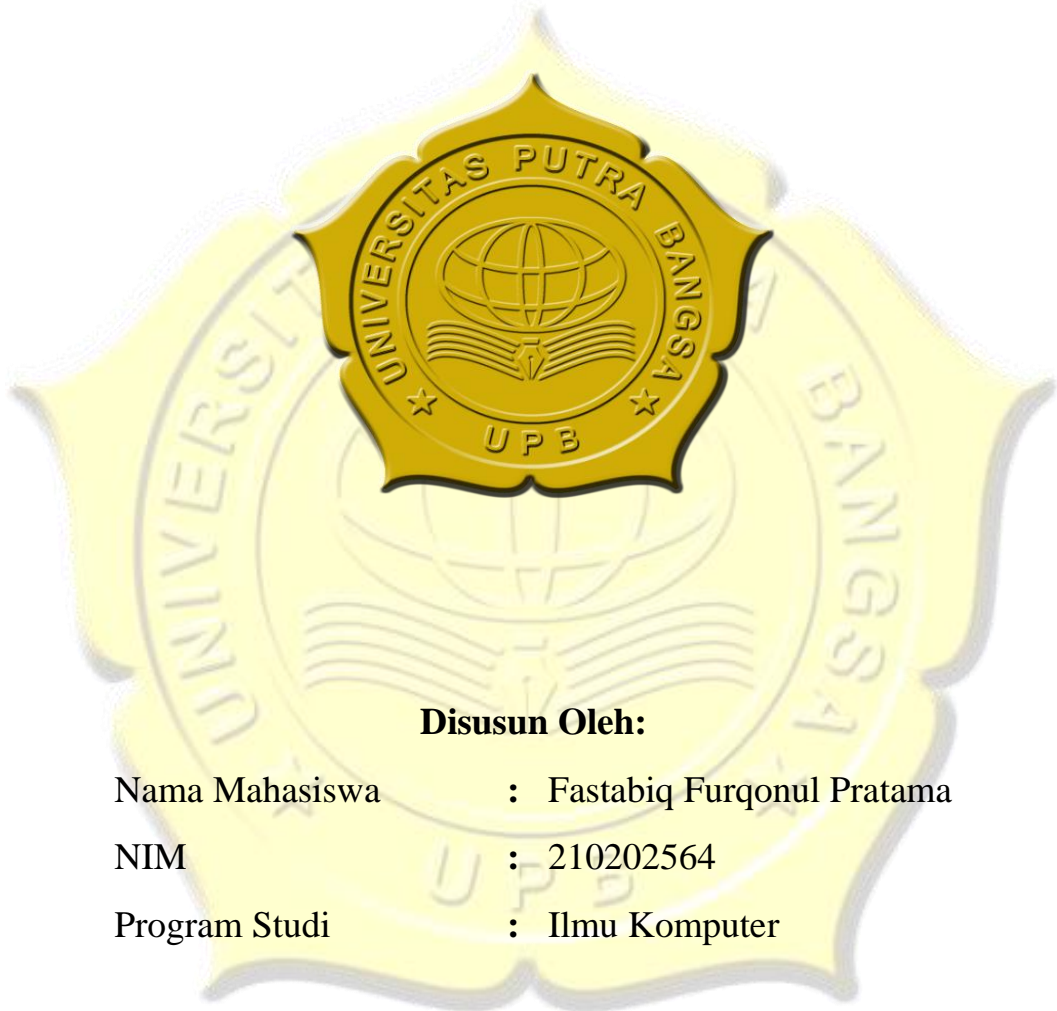 UNIVERSITAS PUTRA BANGSA
UPB
Disusun Oleh:
Nama Mahasiswa : Fastabiq Furqonul Pratama
NIM : 210202564
Program Studi : Ilmu Komputer